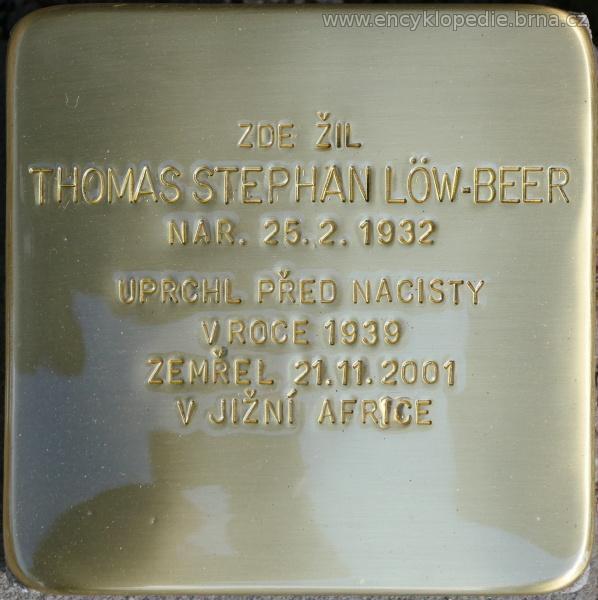 www.encyklopedie.brna.cz
ZDE ŽIL
THOMAS STEPHAN LÖW-BEER
NAR. 25.2.1932
UPRCHL PŘED NACISTY
V ROCE 1939
ZEMŘEL 21.11.2001
V JIŽNÍ AFRICE